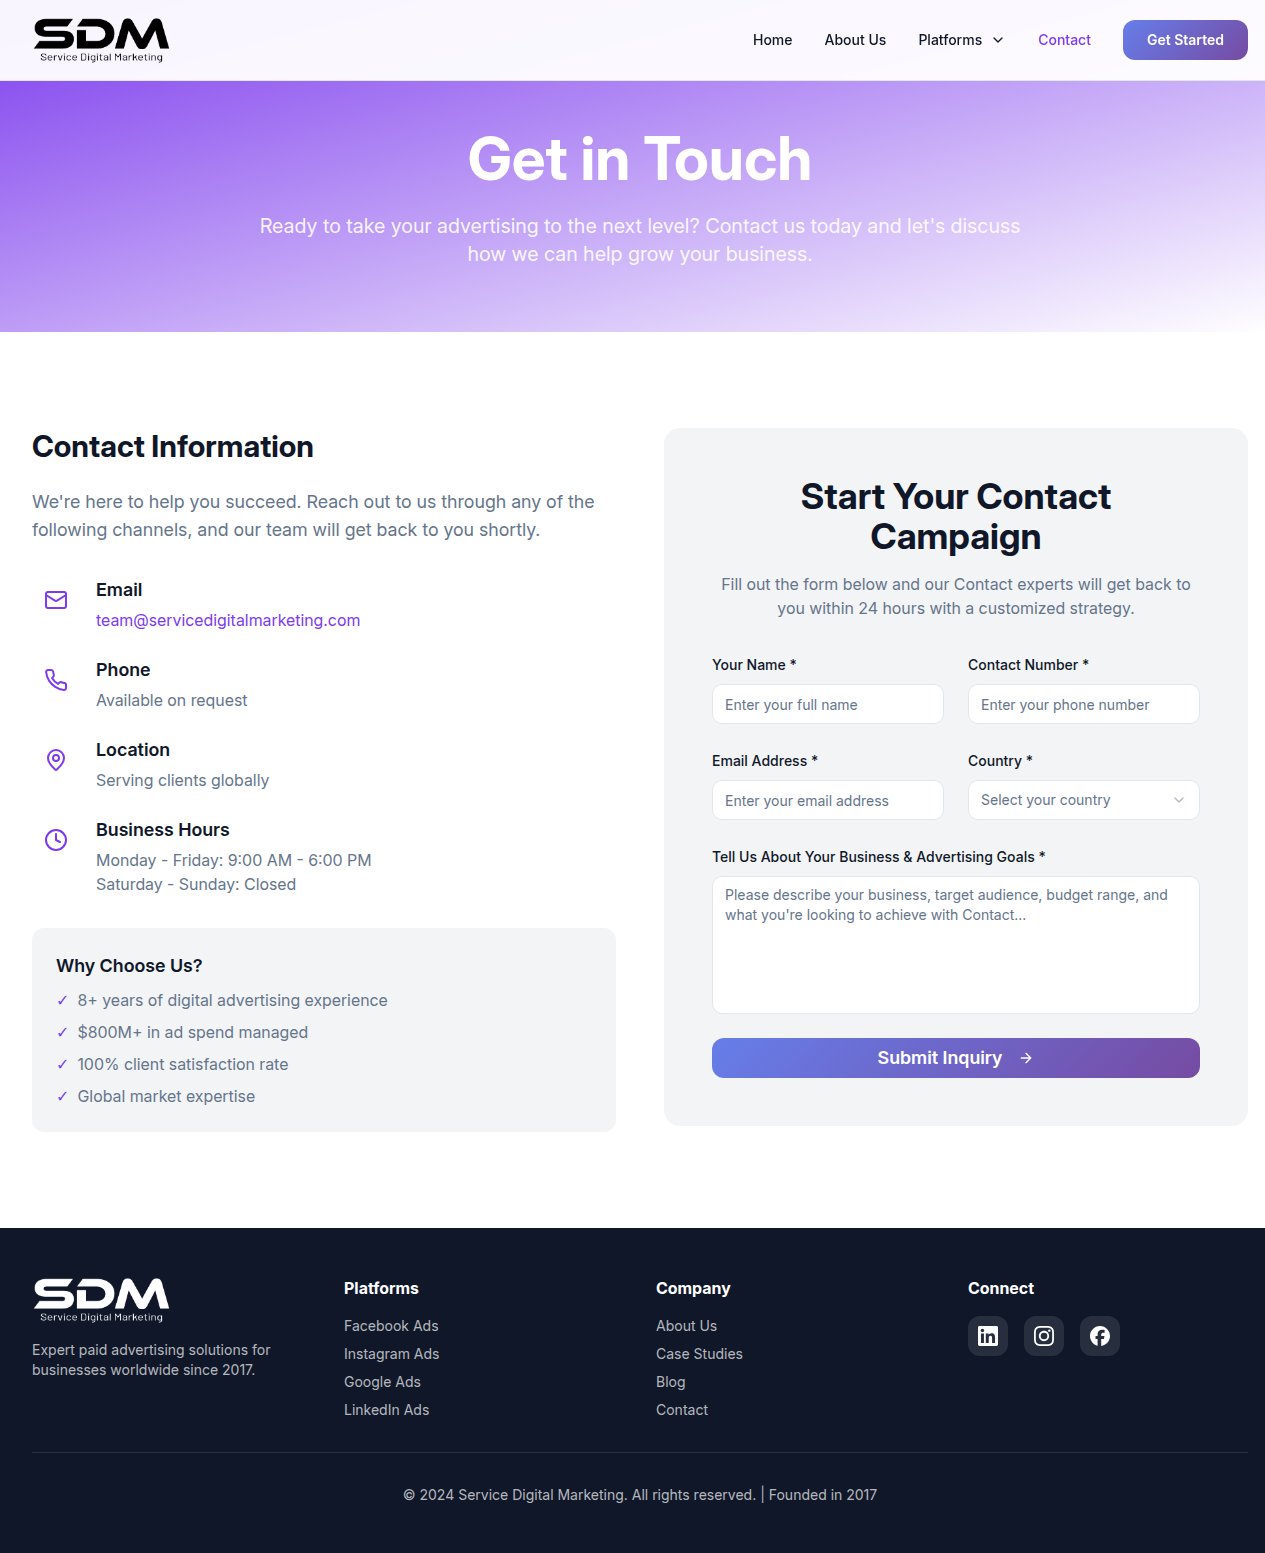 SDM
Service Digital Marketing
Home
About Us
Platforms
Contact
Get Started
Get in Touch
Ready to take your advertising to the next level? Contact us today and let's discuss
how we can help grow your business.
Contact Information
We're here to help you succeed. Reach out to us through any of the
following channels, and our team will get back to you shortly.
Email
team@servicedigitalmarketing.com
Phone
Available on request
Location
Serving clients globally
Business Hours
Monday - Friday: 9:00 AM - 6:00 PM
Saturday - Sunday: Closed
Why Choose Us?
✓ 8+ years of digital advertising experience
✓ $800M+ in ad spend managed
✓ 100% client satisfaction rate
✓ Global market expertise
Start Your Contact
Campaign
Fill out the form below and our Contact experts will get back to
you within 24 hours with a customized strategy.
Your Name *
Enter your full name
Contact Number *
Enter your phone number
Email Address *
Enter your email address
Country *
Select your country
Tell Us About Your Business & Advertising Goals *
Please describe your business, target audience, budget range, and
what you're looking to achieve with Contact...
Submit Inquiry
SDM
Service Digital Marketing
Expert paid advertising solutions for
businesses worldwide since 2017.
Platforms
Facebook Ads
Instagram Ads
Google Ads
LinkedIn Ads
Company
About Us
Case Studies
Blog
Contact
Connect
© 2024 Service Digital Marketing. All rights reserved. | Founded in 2017